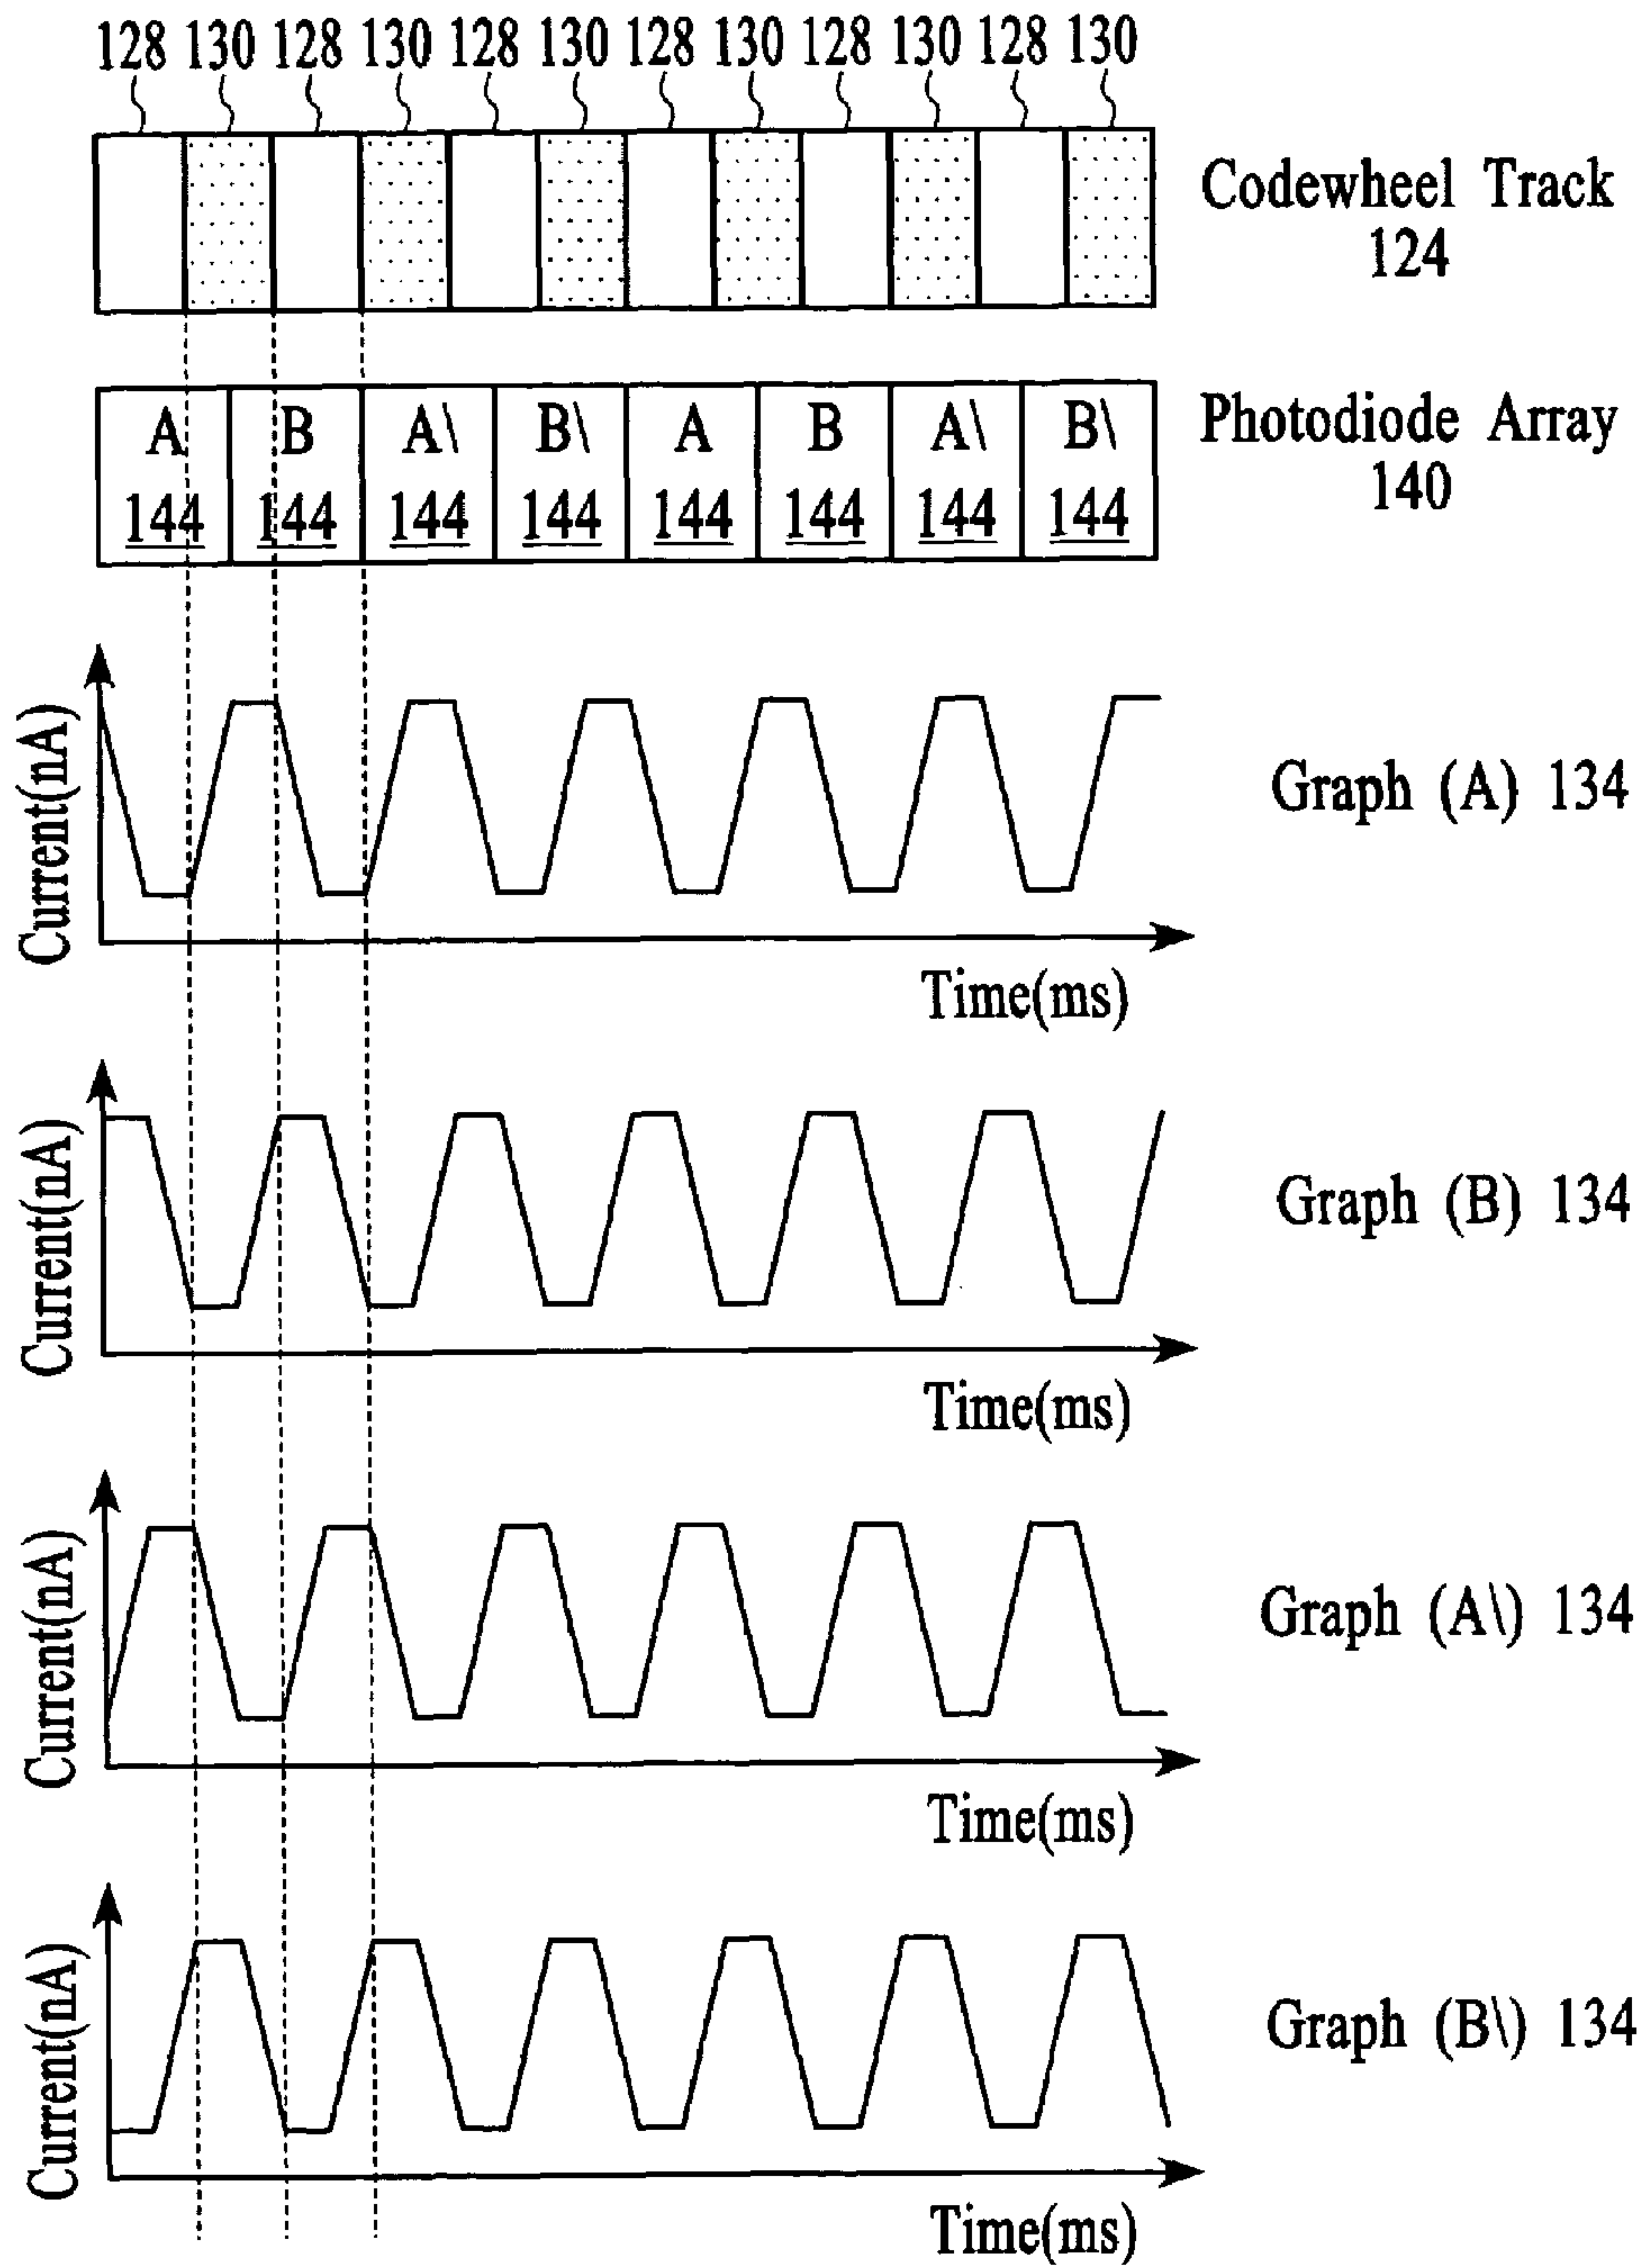 128 130 128 130 128 130 128 130 128 130 128 130
Codewheel Track
124
A B A\ B\ A B A\ B\
144 144 144 144 144 144 144 144
Photodiode Array
140
Current(nA)
Graph (A) 134
Time(ms)
Current(nA)
Graph (B) 134
Time(ms)
Current(nA)
Graph (A\) 134
Time(ms)
Current(nA)
Graph (B\) 134
Time(ms)